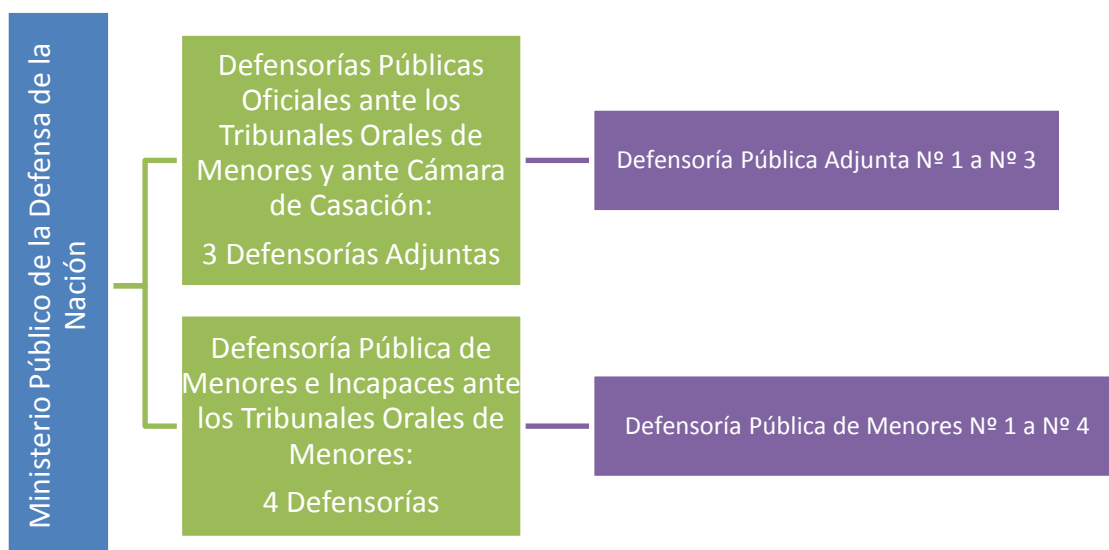 Ministerio Público de la Defensa de la
Nación
Defensorías Públicas
Oficiales ante los
Tribunales Orales de
Menores y ante Cámara
de Casación:
3 Defensorías Adjuntas
Defensoría Pública Adjunta Nº 1 a Nº 3
Defensoría Pública de
Menores e Incapaces ante
los Tribunales Orales de
Menores:
4 Defensorías
Defensoría Pública de Menores Nº 1 a Nº 4